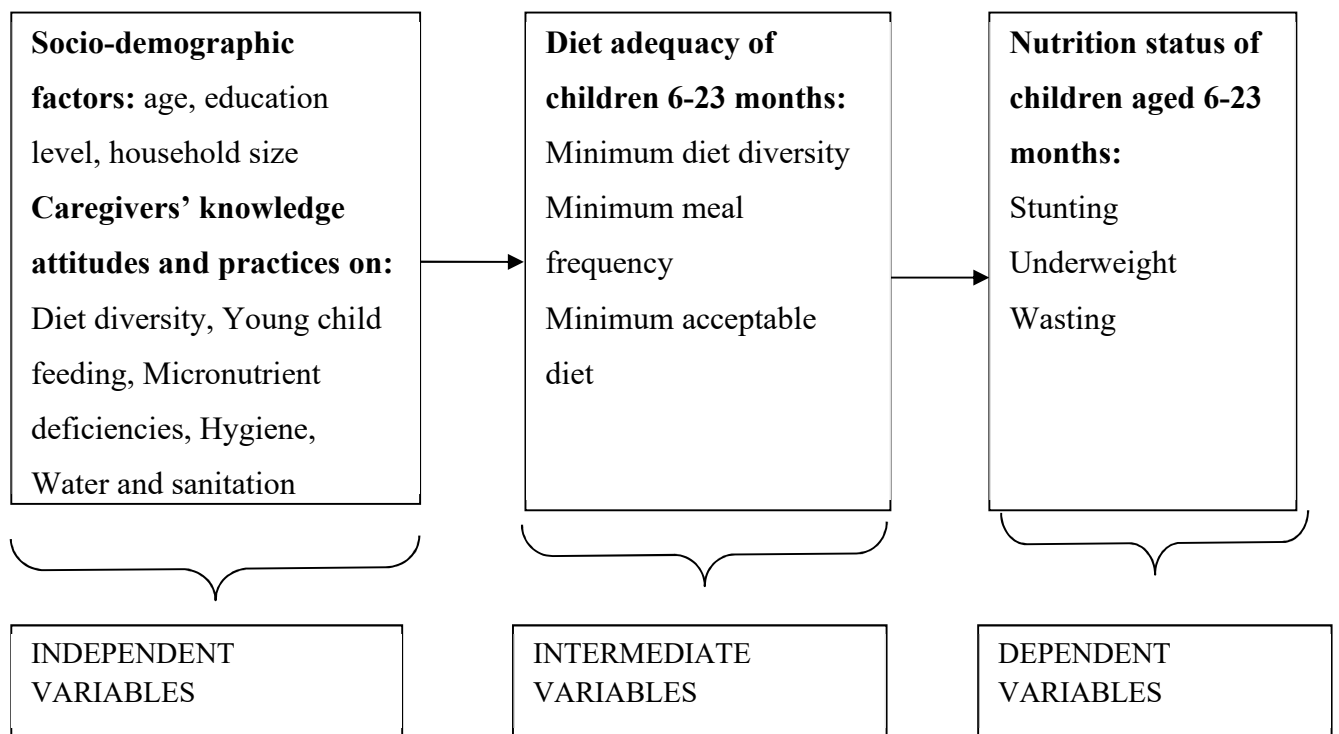 Socio-demographic
factors: age, education
level, household size
Caregivers’ knowledge
attitudes and practices on:
Diet diversity, Young child
feeding, Micronutrient
deficiencies, Hygiene,
Water and sanitation
Diet adequacy of
children 6-23 months:
Minimum diet diversity
Minimum meal
frequency
Minimum acceptable
diet
Nutrition status of
children aged 6-23
months:
Stunting
Underweight
Wasting
INDEPENDENT
VARIABLES
INTERMEDIATE
VARIABLES
DEPENDENT
VARIABLES